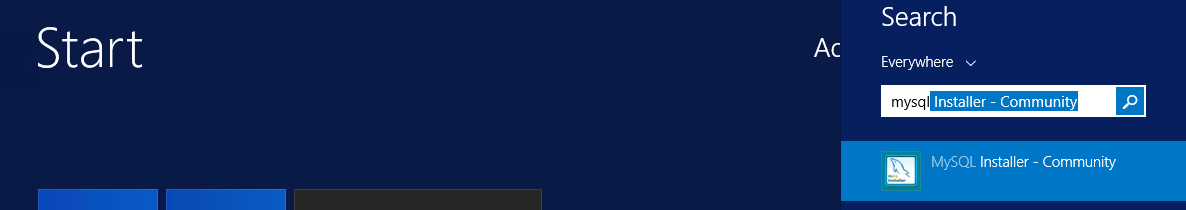 Start
Ac
Search
Everywhere
mysql Installer - Community
MySQL Installer - Community